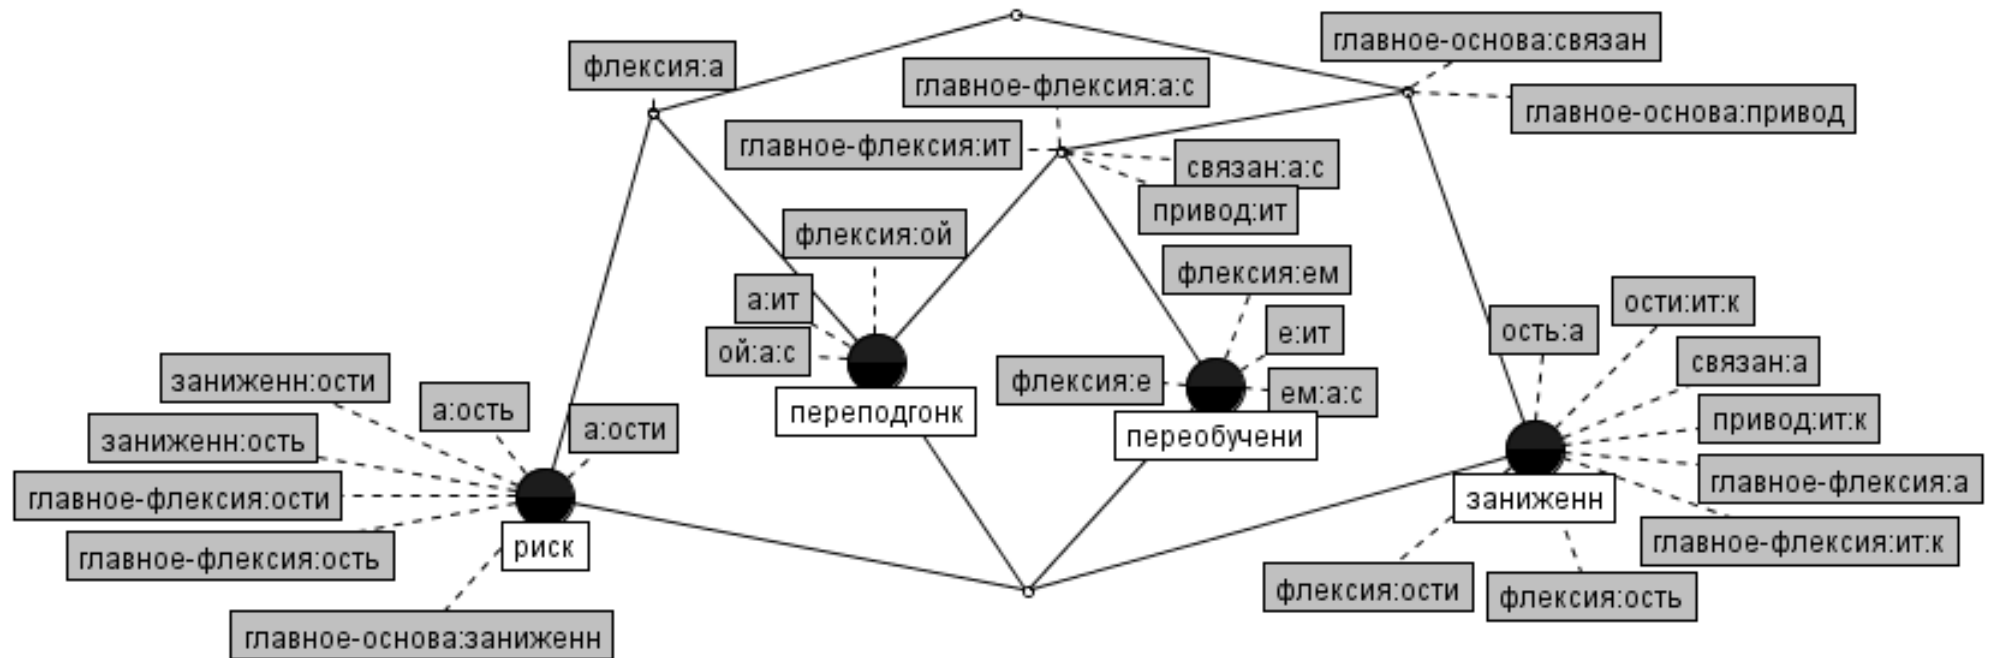 главное-основа:связан
флексия:а
главное-флексия:а:с
главное-основа:привод
главное-флексия:ит
связан:а:с
привод:ит
флексия:ой
флексия:ем
а:ит
ости:ит:к
е:ит
ость:а
ой:а:с
связан:а
заниженн:ости
флексия:е
ем:а:с
а:ость
переподгонк
привод:ит:к
а:ости
переобучени
заниженн:ость
главное-флексия:а
главное-флексия:ости
заниженн
главное-флексия:ит:к
риск
главное-флексия:ость
флексия:ости
флексия:ость
главное-основа:заниженн